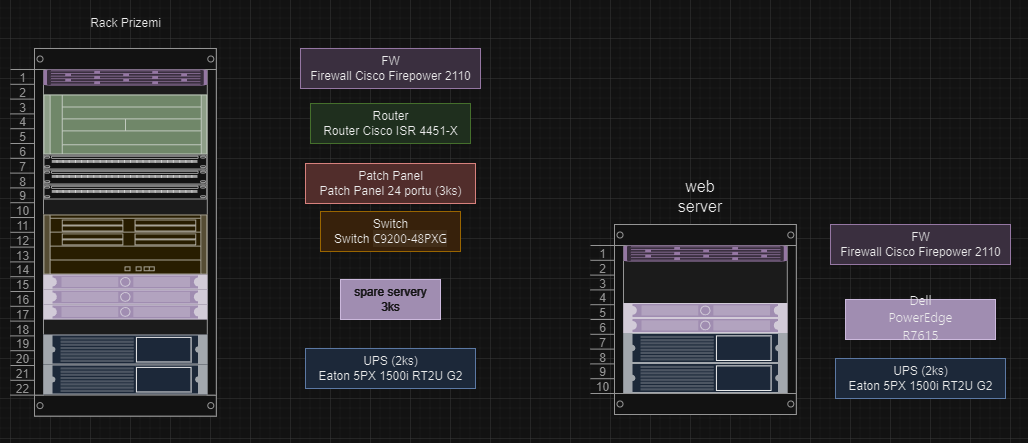 Rack Prizemi
1
2
3
4
5
6
7
8
9
10
11
12
13
14
15
16
17
18
19
20
21
22
FW
Firewall Cisco Firepower 2110
Router
Router Cisco ISR 4451-X
Patch Panel
Patch Panel 24 portu (3ks)
Switch
Switch C9200-48PXG
spare servery
3ks
UPS (2ks)
Eaton 5PX 1500i RT2U G2
web
server
1
2
3
4
5
6
7
8
9
10
FW
Firewall Cisco Firepower 2110
Dell
PowerEdge
R7615
UPS (2ks)
Eaton 5PX 1500i RT2U G2